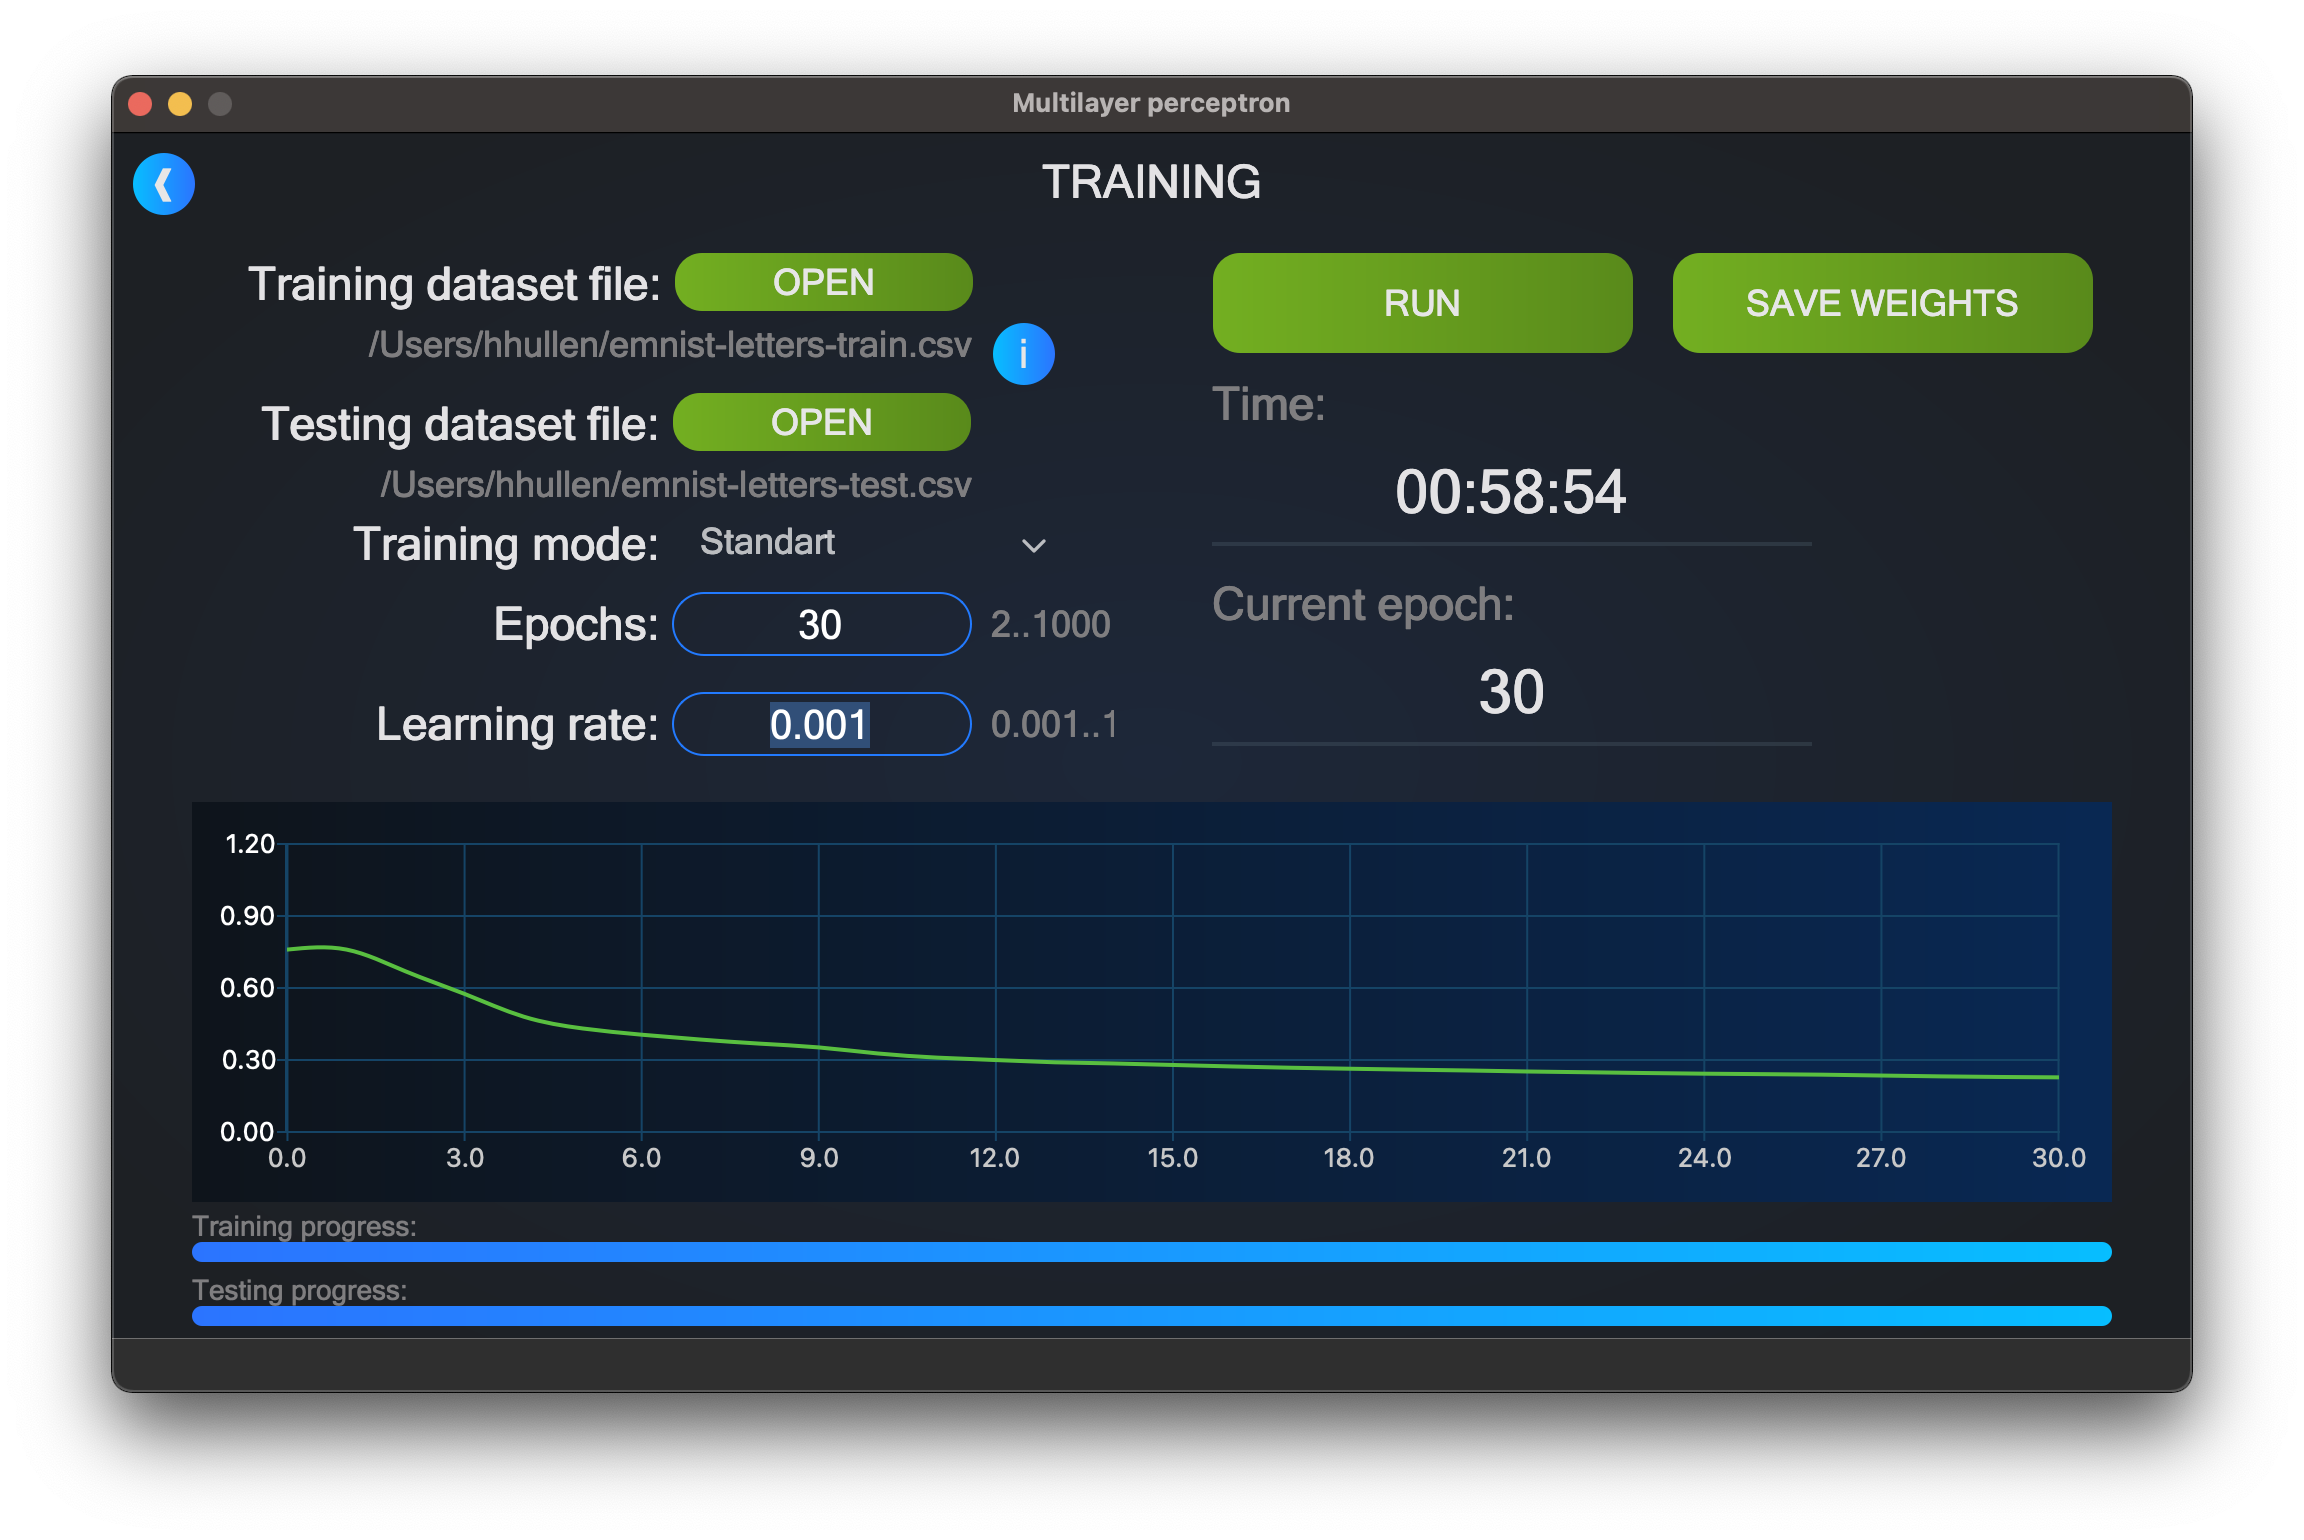 Multilayer perceptron
TRAINING
Training dataset file: OPEN
/Users/hhullen/emnist-letters-train.csv
i
Testing dataset file: OPEN
/Users/hhullen/emnist-letters-test.csv
Training mode: Standart
Epochs: 30 2..1000
Learning rate: 0.001 0.001..1
RUN SAVE WEIGHTS
Time:
00:58:54
Current epoch:
30
1.20
0.90
0.60
0.30
0.00
0.0 3.0 6.0 9.0 12.0 15.0 18.0 21.0 24.0 27.0 30.0
Training progress:
Testing progress: